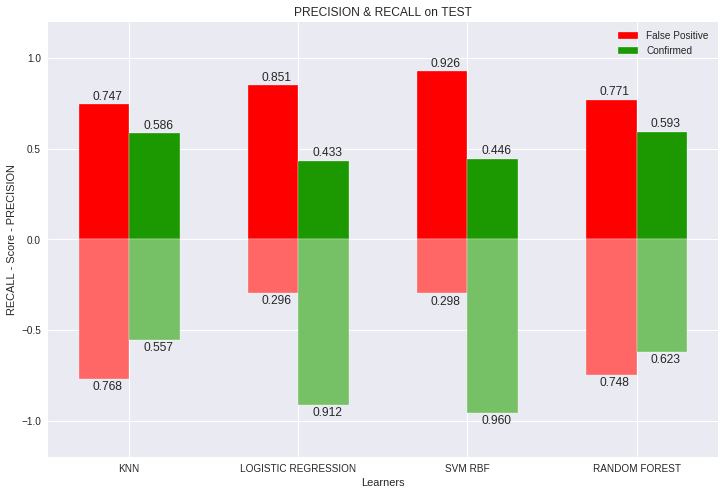 PRECISION & RECALL on TEST
False Positive
Confirmed
RECALL - Score - PRECISION
1.0
0.5
0.0
−0.5
−1.0
0.747
0.586
0.851
0.433
0.926
0.446
0.771
0.593
0.768
0.557
0.296
0.912
0.298
0.960
0.748
0.623
KNN
LOGISTIC REGRESSION
SVM RBF
RANDOM FOREST
Learners